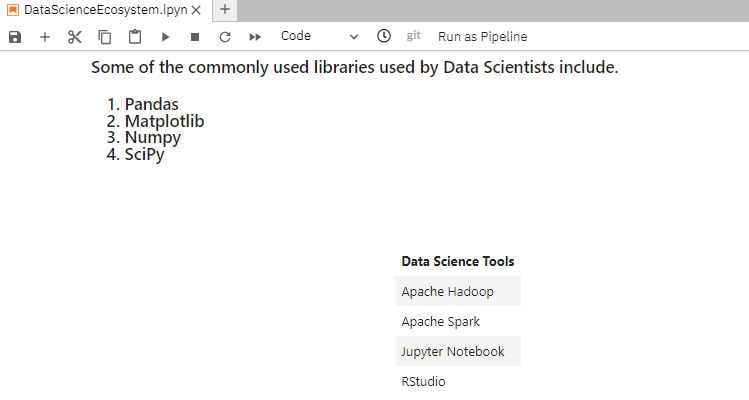 DataScienceEcosystem.ipyn
Code
git
Run as Pipeline
Some of the commonly used libraries used by Data Scientists include.
1. Pandas
2. Matplotlib
3. Numpy
4. SciPy
Data Science Tools
Apache Hadoop
Apache Spark
Jupyter Notebook
RStudio